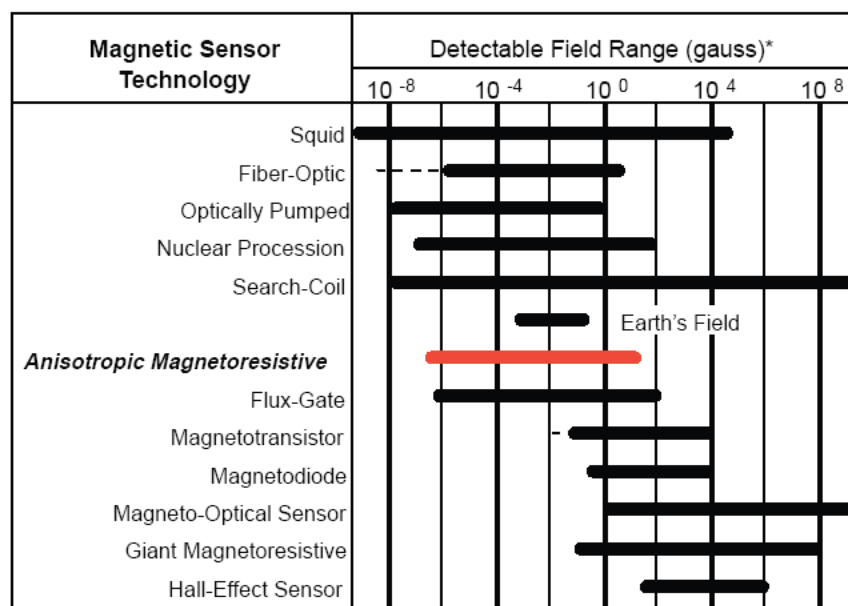 Magnetic Sensor
Technology
Detectable Field Range (gauss)*
10 -8 10 -4 10 0 10 4 10 8
Squid
Fiber-Optic
Optically Pumped
Nuclear Procession
Search-Coil
Earth's Field
Anisotropic Magnetoresistive
Flux-Gate
Magnetotransistor
Magnetodiode
Magneto-Optical Sensor
Giant Magnetoresistive
Hall-Effect Sensor